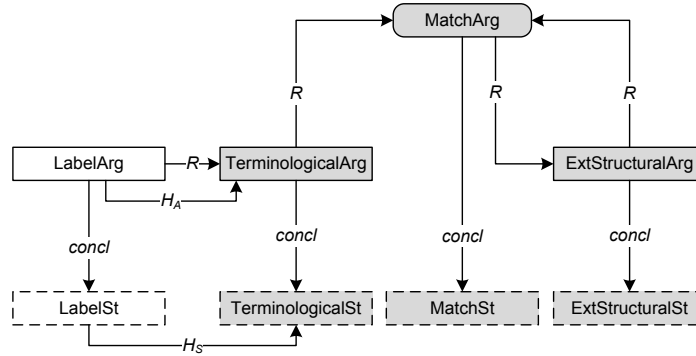 MatchArg
R
R
R
LabelArg
R
TerminologicalArg
ExtStructuralArg
H_A
concl
concl
concl
concl
LabelSt
TerminologicalSt
MatchSt
ExtStructuralSt
H_S